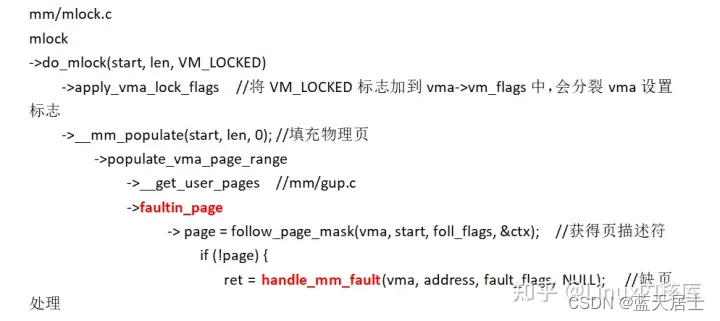 mm/mlock.c
mlock
->do_mlock(start, len, VM_LOCKED)
->apply_vma_lock_flags //将 VM_LOCKED 标志加到 vma->vm_flags 中，会分裂 vma 设置
标志
->__mm_populate(start, len, 0); //填充物理页
->populate_vma_page_range
->__get_user_pages //mm/gup.c
->faultin_page
-> page = follow_page_mask(vma, start, foll_flags, &ctx); //获得页描述符
if (!page) {
ret = handle_mm_fault(vma, address, fault_flags, NULL); //缺页
处理
知乎 @Linux内核库
CSDN @蓝天居士